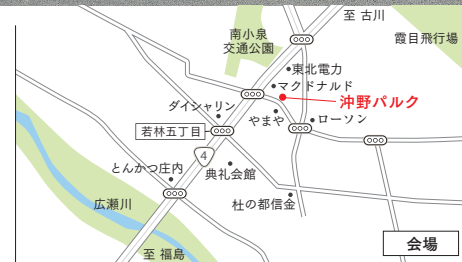 至 古川
南小泉
交通公園
霞目飛行場
東北電力
マクドナルド
沖野パルク
ダイシャリン
やまや
ローソン
若林五丁目
4
とんかつ庄内
典礼会館
広瀬川
杜の都信金
至 福島
会場